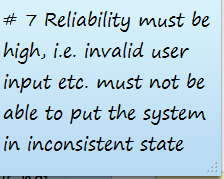 # 7 Reliability must be
high, i.e. invalid user
input etc. must not be
able to put the system
in inconsistent state